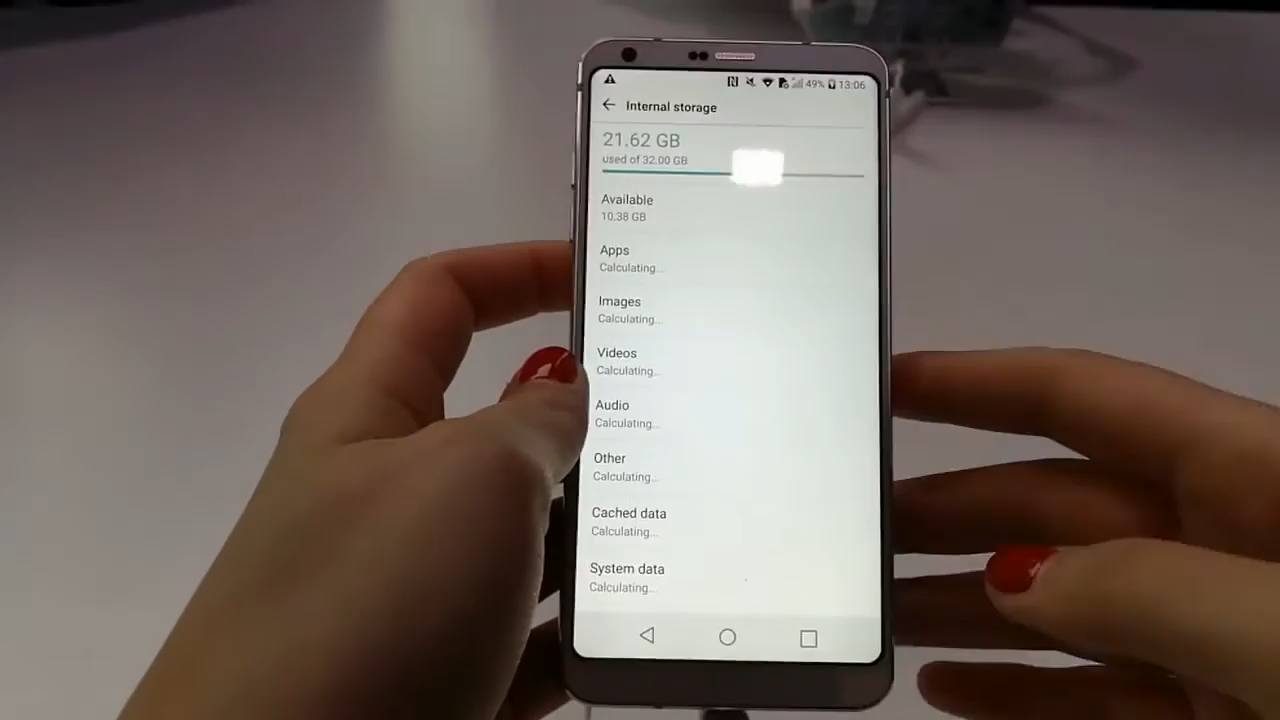 49% 13:06
Internal storage
21.62 GB
used of 32.00 GB
Available
10.38 GB
Apps
Calculating...
Images
Calculating...
Videos
Calculating...
Audio
Calculating...
Other
Calculating...
Cached data
Calculating...
System data
Calculating...